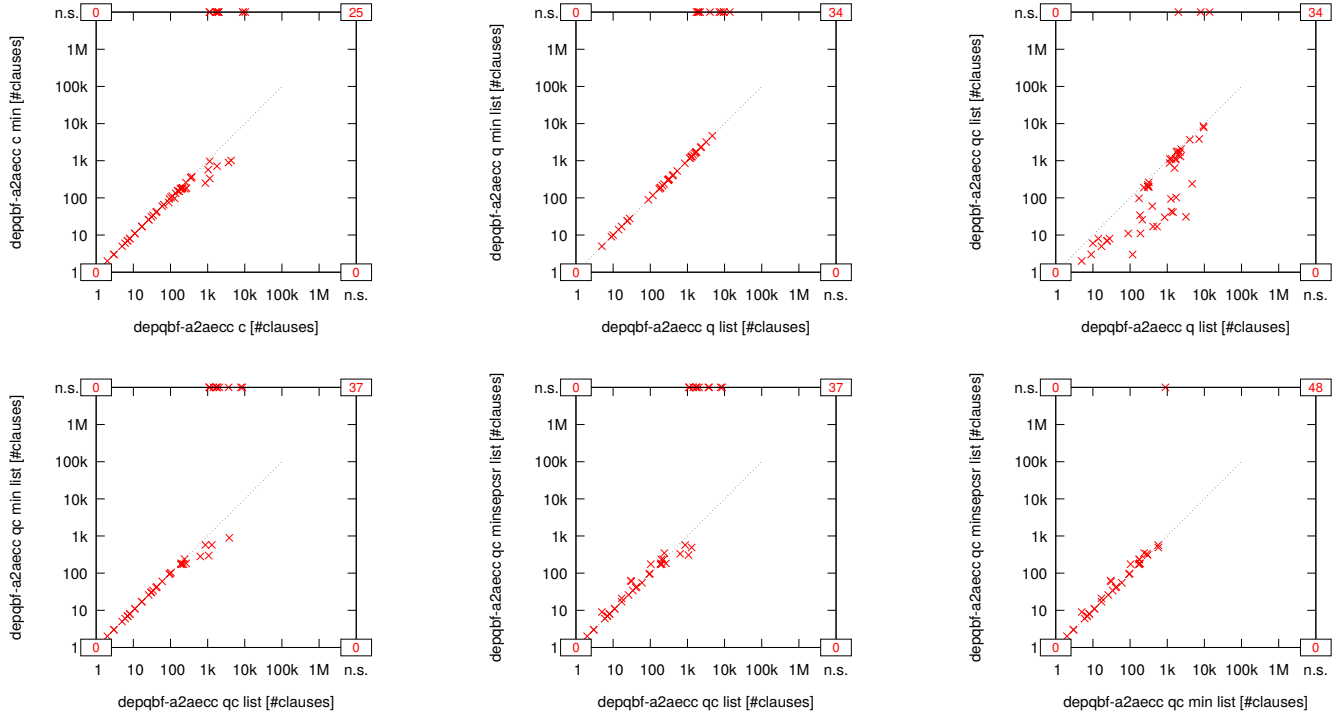 n.s. 0 25
1M
100k
10k
1k
100
10
1 0 0
1 10 100 1k 10k 100k 1M n.s.
depqbf-a2aecc c min [#clauses]
depqbf-a2aecc c [#clauses]
n.s. 0 34
1M
100k
10k
1k
100
10
1 0 0
1 10 100 1k 10k 100k 1M n.s.
depqbf-a2aecc q min list [#clauses]
depqbf-a2aecc q list [#clauses]
n.s. 0 34
1M
100k
10k
1k
100
10
1 0 0
1 10 100 1k 10k 100k 1M n.s.
depqbf-a2aecc qc list [#clauses]
depqbf-a2aecc q list [#clauses]
n.s. 0 37
1M
100k
10k
1k
100
10
1 0 0
1 10 100 1k 10k 100k 1M n.s.
depqbf-a2aecc qc min list [#clauses]
depqbf-a2aecc qc list [#clauses]
n.s. 0 37
1M
100k
10k
1k
100
10
1 0 0
1 10 100 1k 10k 100k 1M n.s.
depqbf-a2aecc qc minsepcsr list [#clauses]
depqbf-a2aecc qc list [#clauses]
n.s. 0 48
1M
100k
10k
1k
100
10
1 0 0
1 10 100 1k 10k 100k 1M n.s.
depqbf-a2aecc qc minsepcsr list [#clauses]
depqbf-a2aecc qc min list [#clauses]